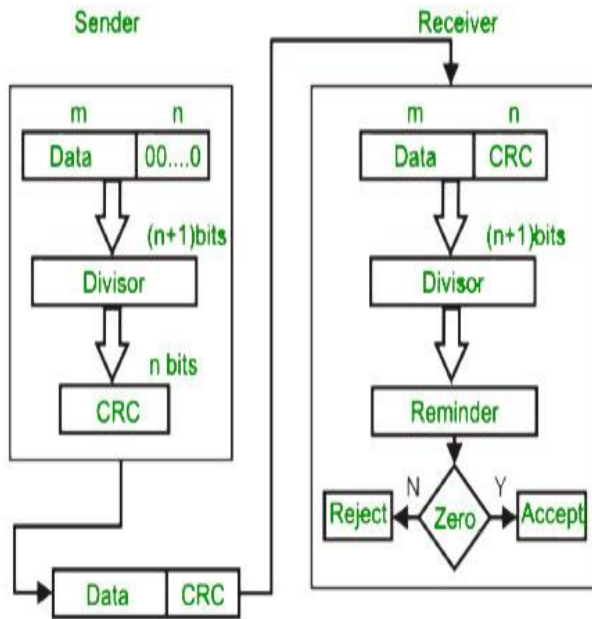 Sender
m n
Data 00....0
(n+1)bits
Divisor
n bits
CRC
Data CRC
Receiver
m n
Data CRC
(n+1)bits
Divisor
Reminder
N Y
Reject Zero Accept